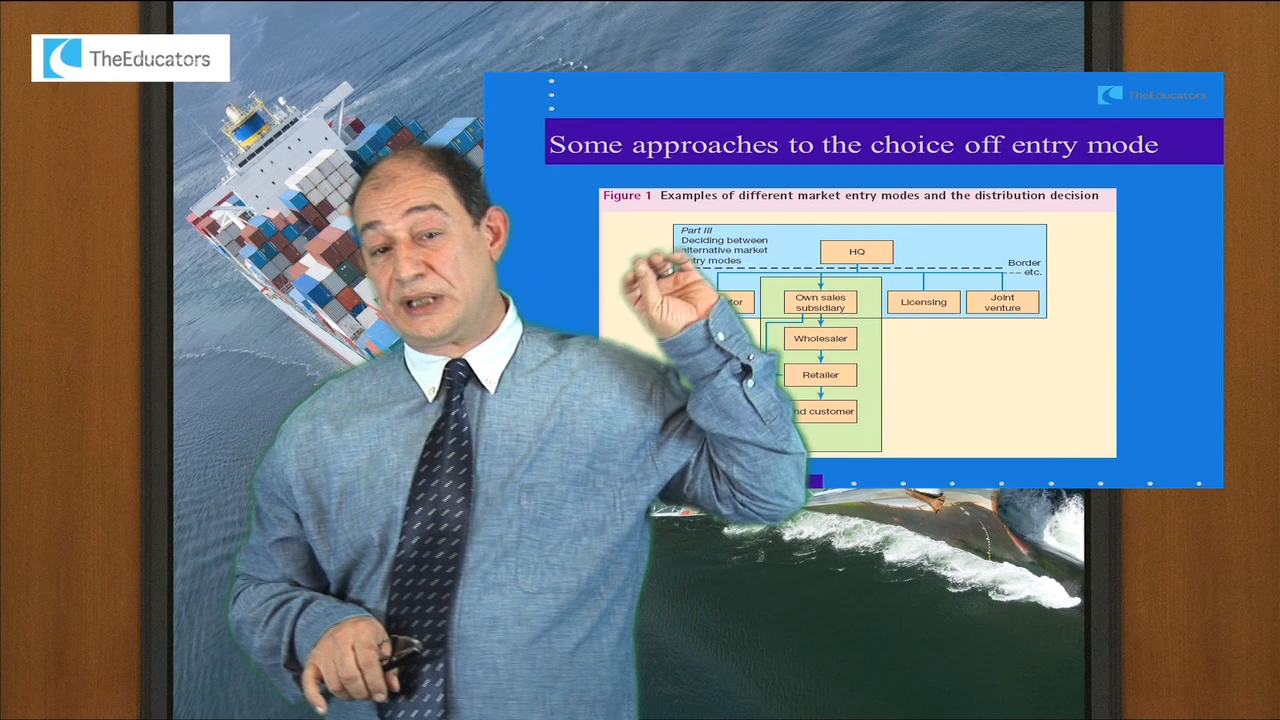 TheEducators
TheEducators
Some approaches to the choice off entry mode
Figure 1 Examples of different market entry modes and the distribution decision
Part III
Deciding between
alternative market
entry modes
HQ
Border
etc.
Own sales
subsidiary
Licensing
Joint
venture
Wholesaler
Retailer
customer